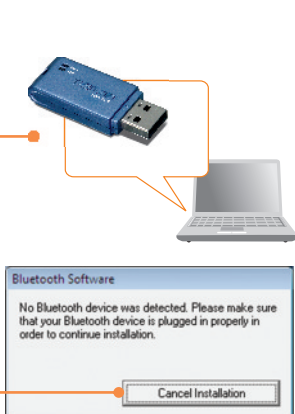 Bluetooth Software
No Bluetooth device was detected. Please make sure
that your Bluetooth device is plugged in properly in
order to continue installation.
Cancel Installation